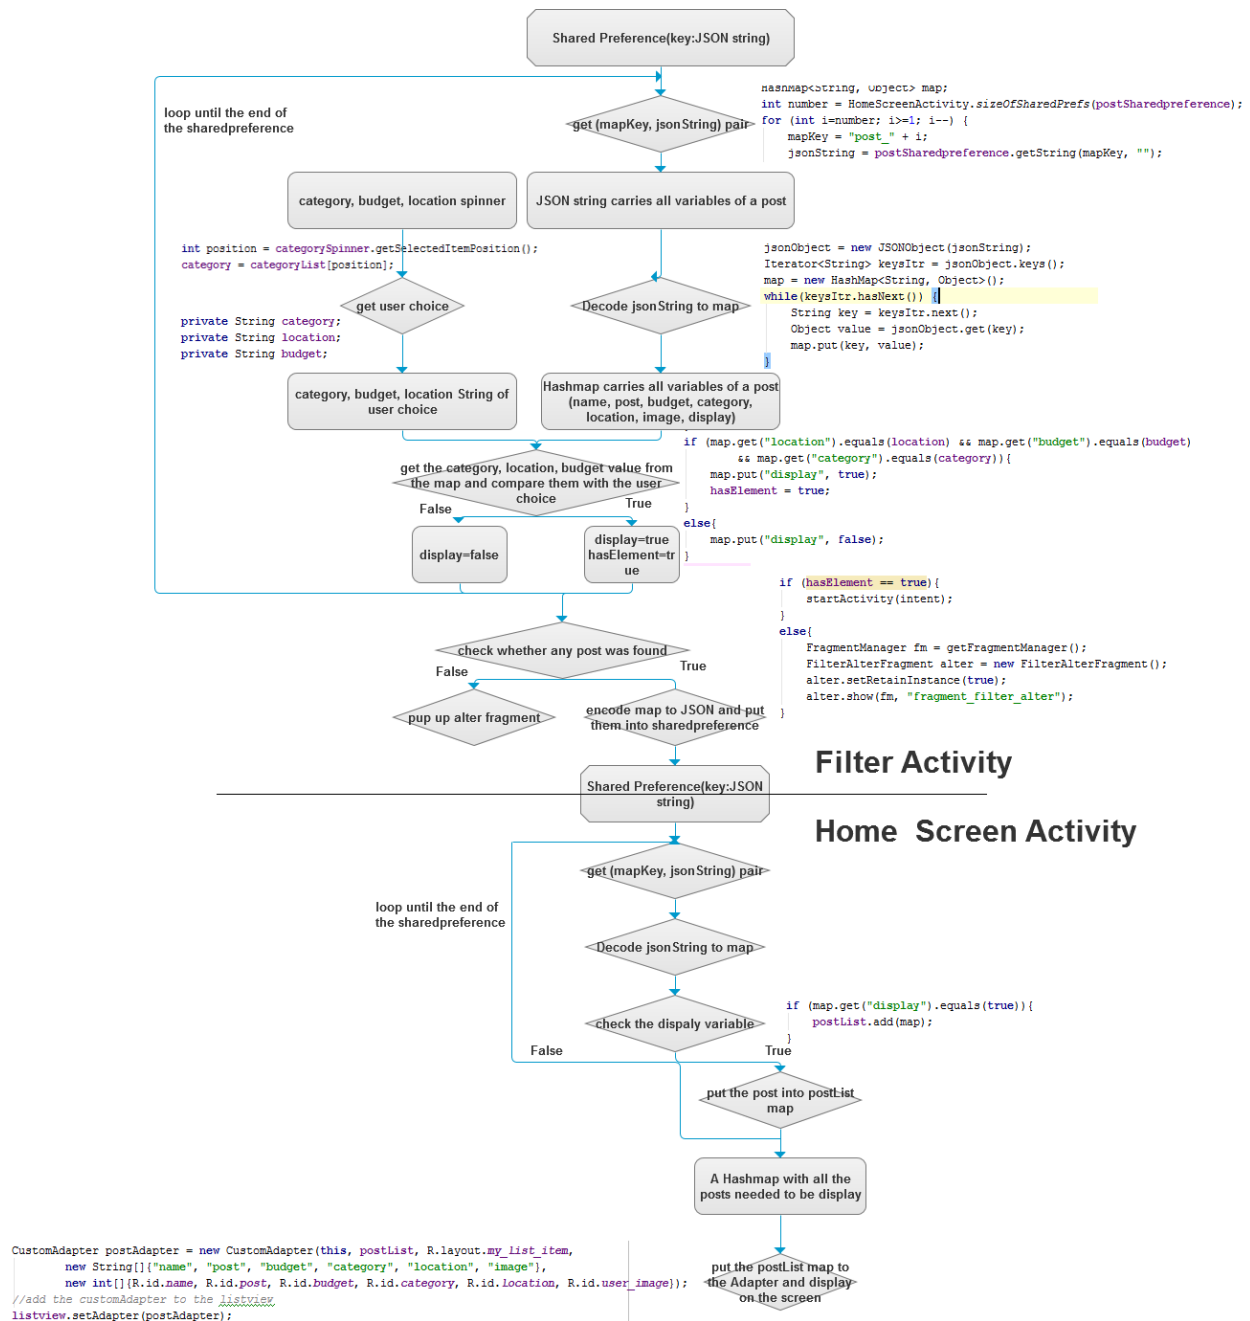 Shared Preference(key:JSON string)
loop until the end of
the sharedpreference
get (mapKey, jsonString) pair
HashMap<String, Object> map;
int number = HomeScreenActivity.sizeOfSharedPrefs(postSharedpreference);
for (int i=number; i>=1; i--) {
mapKey = "post_" + i;
jsonString = postSharedpreference.getString(mapKey, "");
category, budget, location spinner
JSON string carries all variables of a post
int position = categorySpinner.getSelectedItemPosition();
category = categoryList[position];
jsonObject = new JSONObject(jsonString);
Iterator<String> keysItr = jsonObject.keys();
map = new HashMap<String, Object>();
while(keysItr.hasNext()) {
String key = keysItr.next();
Object value = jsonObject.get(key);
map.put(key, value);
}
get user choice
Decode jsonString to map
private String category;
private String location;
private String budget;
category, budget, location String of
user choice
Hashmap carries all variables of a post
(name, post, budget, category,
location, image, display)
if (map.get("location").equals(location) && map.get("budget").equals(budget)
&& map.get("category").equals(category)){
map.put("display", true);
hasElement = true;
}
else{
map.put("display", false);
}
get the category, location, budget value from
the map and compare them with the user
choice
False
True
display=false
display=true
hasElement=tr
ue
if (hasElement == true){
startActivity(intent);
}
else{
FragmentManager fm = getFragmentManager();
FilterAlterFragment alter = new FilterAlterFragment();
alter.setRetainInstance(true);
alter.show(fm, "fragment_filter_alter");
}
check whether any post was found
False
True
pup up alter fragment
encode map to JSON and put
them into sharedpreference
Filter Activity
Shared Preference(key:JSON
string)
Home  Screen Activity
get (mapKey, jsonString) pair
loop until the end of
the sharedpreference
Decode jsonString to map
check the dispaly variable
if (map.get("display").equals(true)){
postList.add(map);
}
False
True
put the post into postList
map
A Hashmap with all the
posts needed to be display
put the postList map to
the Adapter and display
on the screen
CustomAdapter postAdapter = new CustomAdapter(this, postList, R.layout.my_list_item,
new String[]{"name", "post", "budget", "category", "location", "image"},
new int[]{R.id.name, R.id.post, R.id.budget, R.id.category, R.id.location, R.id.user_image});
//add the customAdapter to the listview
listview.setAdapter(postAdapter);